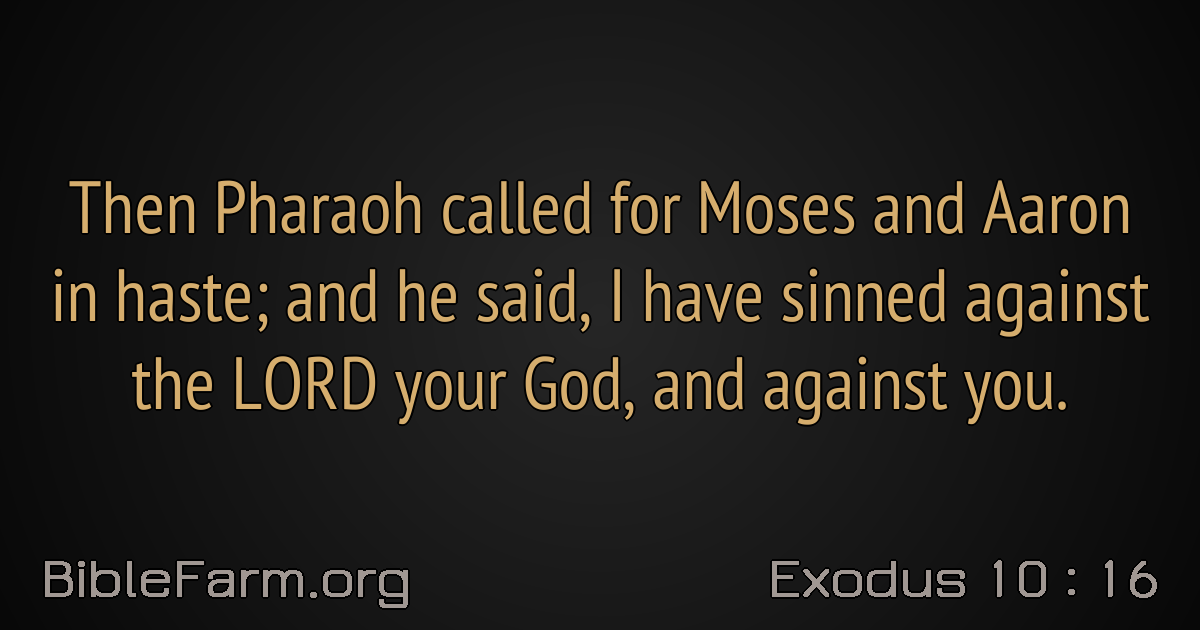 Then Pharaoh called for Moses and Aaron
in haste; and he said, I have sinned against
the LORD your God, and against you.
BibleFarm.org
Exodus 10 : 16